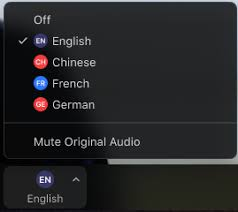 Off
EN English
CH Chinese
FR French
GE German
Mute Original Audio
EN
English